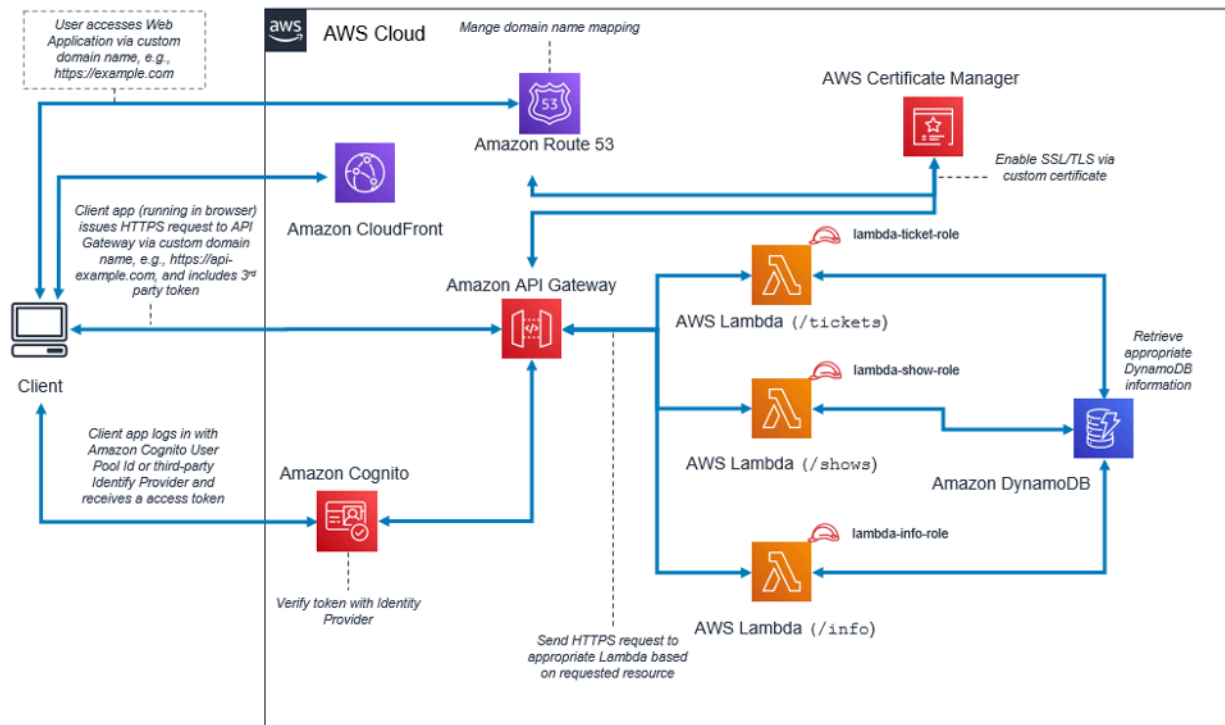 User accesses Web
Application via custom
domain name, e.g.,
https://example.com
aws
AWS Cloud
Mange domain name mapping
53
Amazon Route 53
AWS Certificate Manager
Enable SSL/TLS via
custom certificate
Amazon CloudFront
Client app (running in browser)
issues HTTPS request to API
Gateway via custom domain
name, e.g., https://api-
example.com, and includes 3rd
party token
Amazon API Gateway
lambda-ticket-role
AWS Lambda (/tickets)
Client
Retrieve
appropriate
DynamoDB
information
lambda-show-role
AWS Lambda (/shows)
Amazon DynamoDB
Client app logs in with
Amazon Cognito User
Pool Id or third-party
Identify Provider and
receives a access token
Amazon Cognito
Verify token with Identity
Provider
lambda-info-role
AWS Lambda (/info)
Send HTTPS request to
appropriate Lambda based
on requested resource